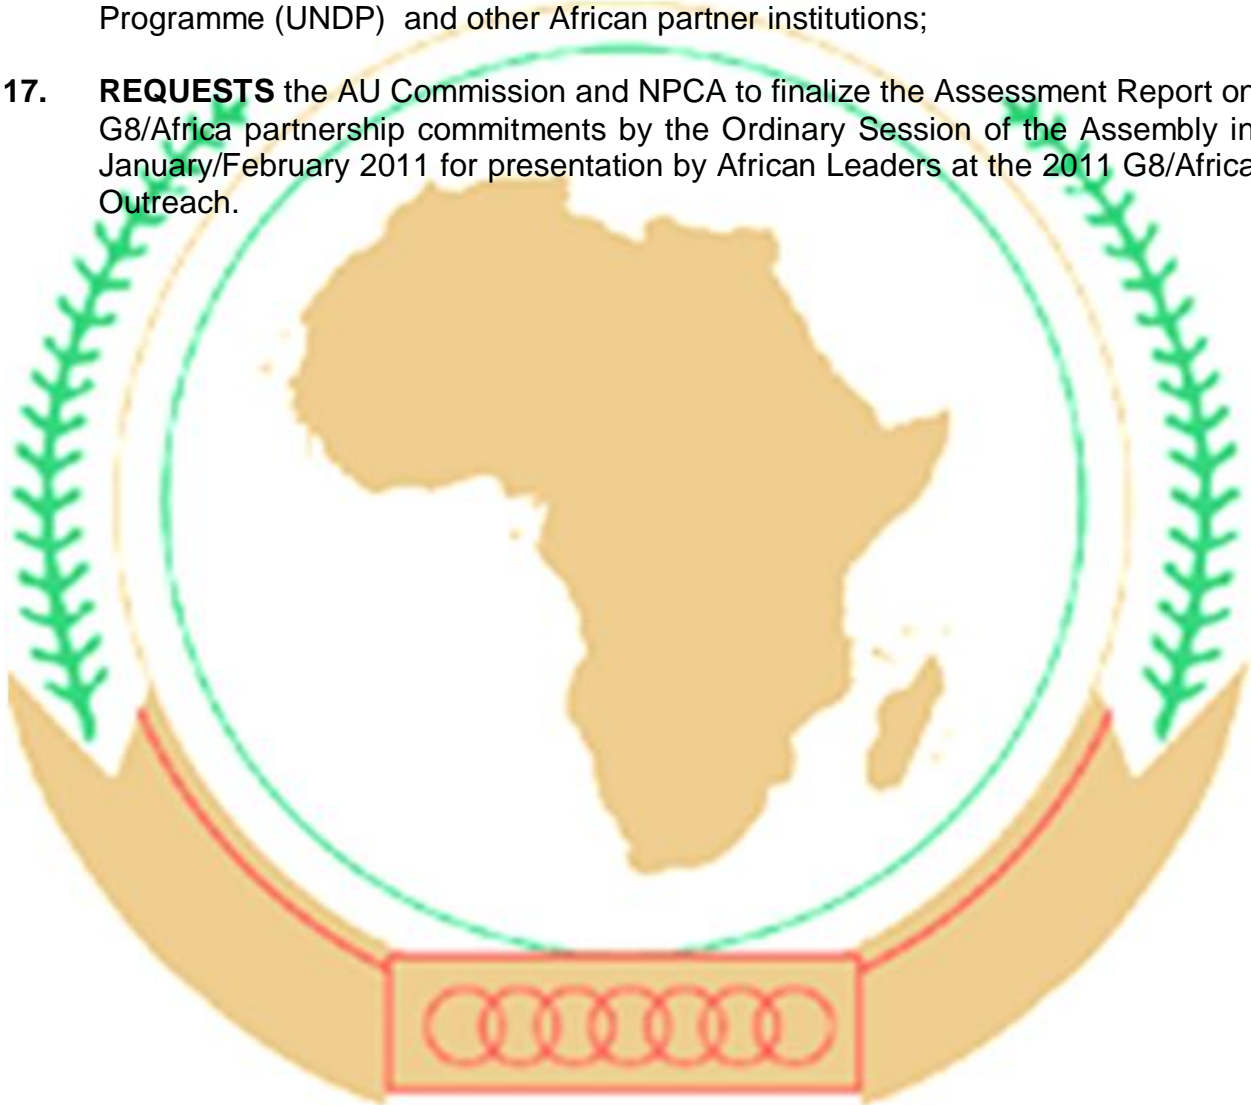 Programme (UNDP) and other African partner institutions;
17. REQUESTS the AU Commission and NPCA to finalize the Assessment Report on
G8/Africa partnership commitments by the Ordinary Session of the Assembly in
January/February 2011 for presentation by African Leaders at the 2011 G8/Africa
Outreach.